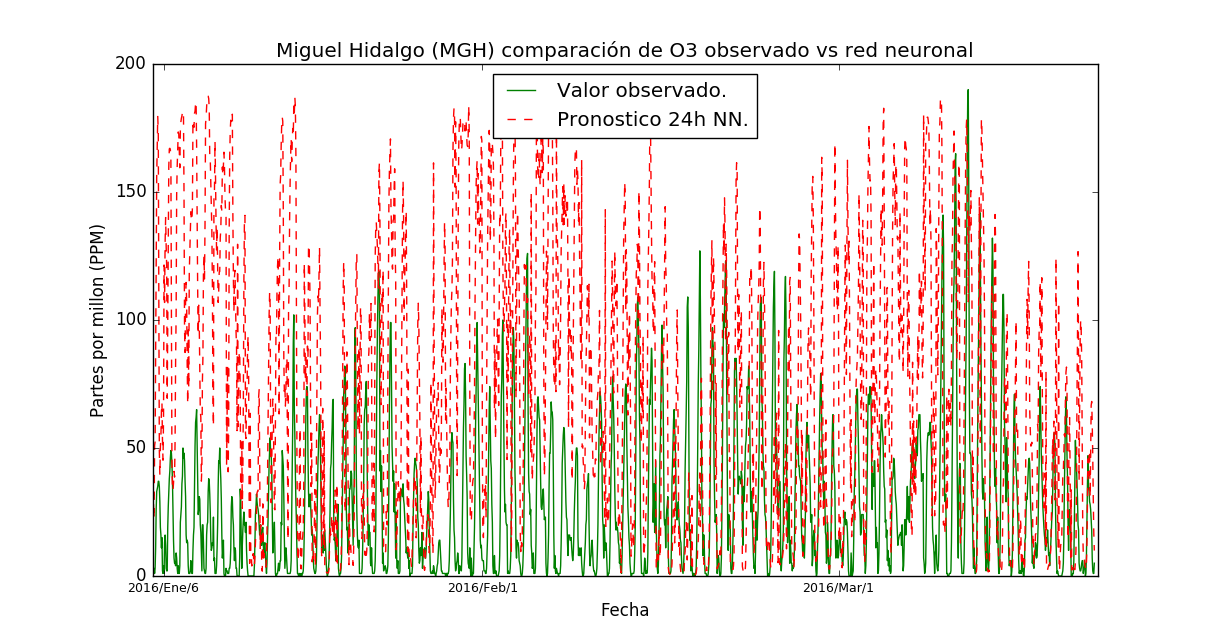 Miguel Hidalgo (MGH) comparación de O3 observado vs red neuronal
Valor observado.
Pronostico 24h NN.
Partes por millon (PPM)
200
150
100
50
0
2016/Ene/6
2016/Feb/1
2016/Mar/1
Fecha